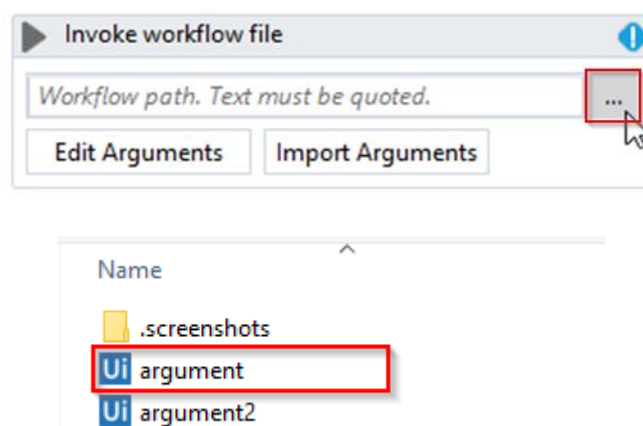 Invoke workflow file
Workflow path. Text must be quoted.
...
Edit Arguments
Import Arguments
Name
.screenshots
Ui argument
Ui argument2